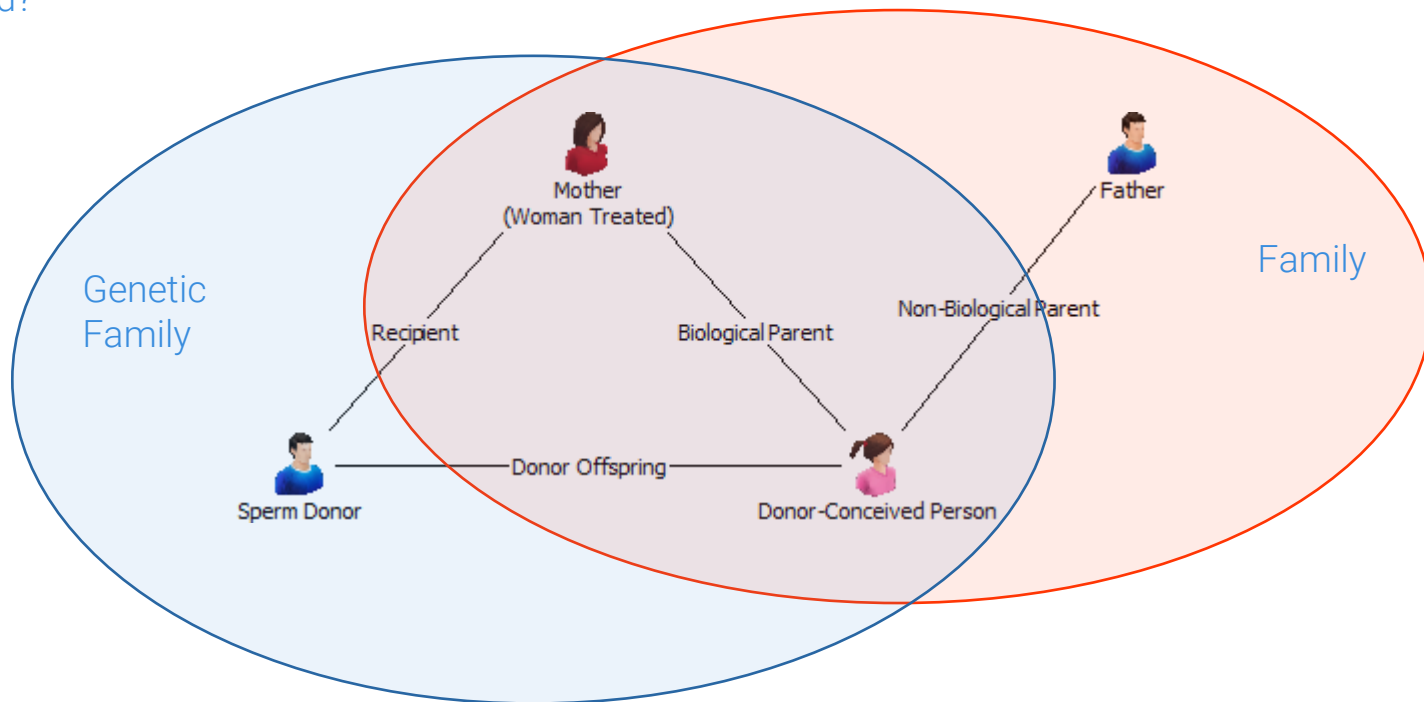 Mother
(Woman Treated)
Father
Family
Genetic
Family
Non-Biological Parent
Recipient
Biological Parent
Donor Offspring
Sperm Donor
Donor-Conceived Person